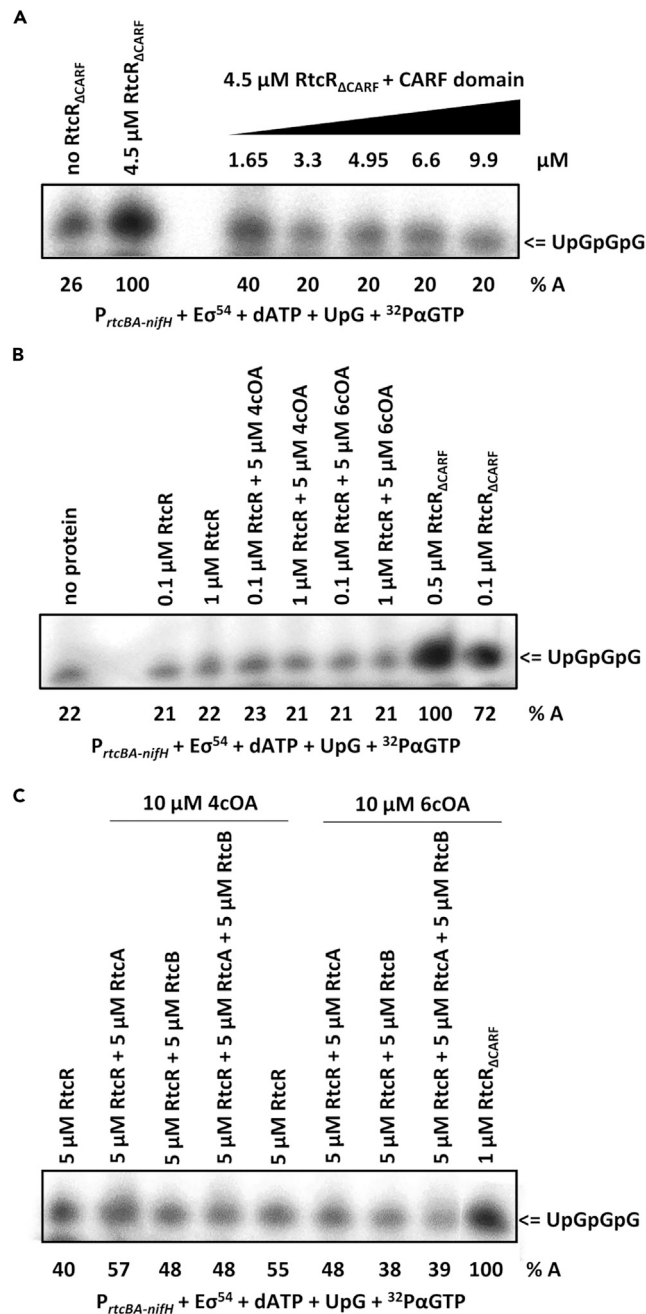 A
no RtcRΔCARF
4.5 µM RtcRΔCARF
4.5 µM RtcRΔCARF + CARF domain
1.65 3.3 4.95 6.6 9.9 µM
<= UpGpGpG
26 100 40 20 20 20 20 % A
PrtcBA-nifH + Eσ54 + dATP + UpG + 32PαGTP
B
no protein
0.1 µM RtcR
1 µM RtcR
0.1 µM RtcR + 5 µM 4cOA
1 µM RtcR + 5 µM 4cOA
0.1 µM RtcR + 5 µM 6cOA
1 µM RtcR + 5 µM 6cOA
0.5 µM RtcRΔCARF
0.1 µM RtcRΔCARF
<= UpGpGpG
22 21 22 23 21 21 21 100 72 % A
PrtcBA-nifH + Eσ54 + dATP + UpG + 32PαGTP
C
10 µM 4cOA 10 µM 6cOA
5 µM RtcR
5 µM RtcR + 5 µM RtcA
5 µM RtcR + 5 µM RtcB
5 µM RtcR + 5 µM RtcA + 5 µM RtcB
5 µM RtcR
5 µM RtcR + 5 µM RtcA
5 µM RtcR + 5 µM RtcB
5 µM RtcR + 5 µM RtcA + 5 µM RtcB
1 µM RtcRΔCARF
<= UpGpGpG
40 57 48 48 55 48 38 39 100 % A
PrtcBA-nifH + Eσ54 + dATP + UpG + 32PαGTP